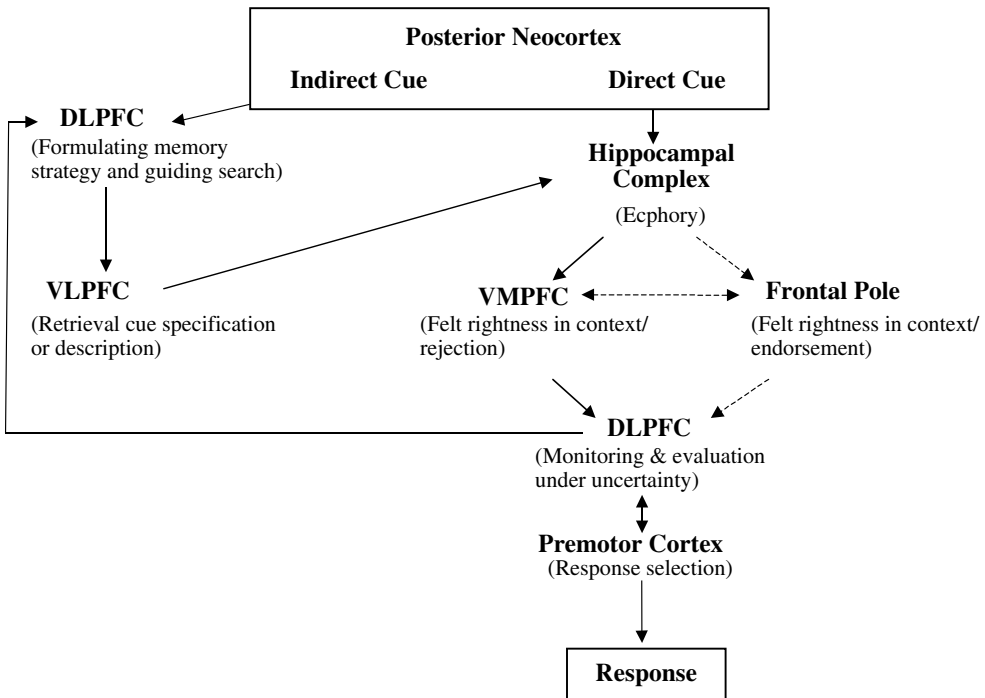 Posterior Neocortex
Indirect Cue
Direct Cue
DLPFC
(Formulating memory
strategy and guiding search)
Hippocampal
Complex
(Ecphory)
VLPFC
(Retrieval cue specification
or description)
VMPFC
(Felt rightness in context/
rejection)
Frontal Pole
(Felt rightness in context/
endorsement)
DLPFC
(Monitoring & evaluation
under uncertainty)
Premotor Cortex
(Response selection)
Response